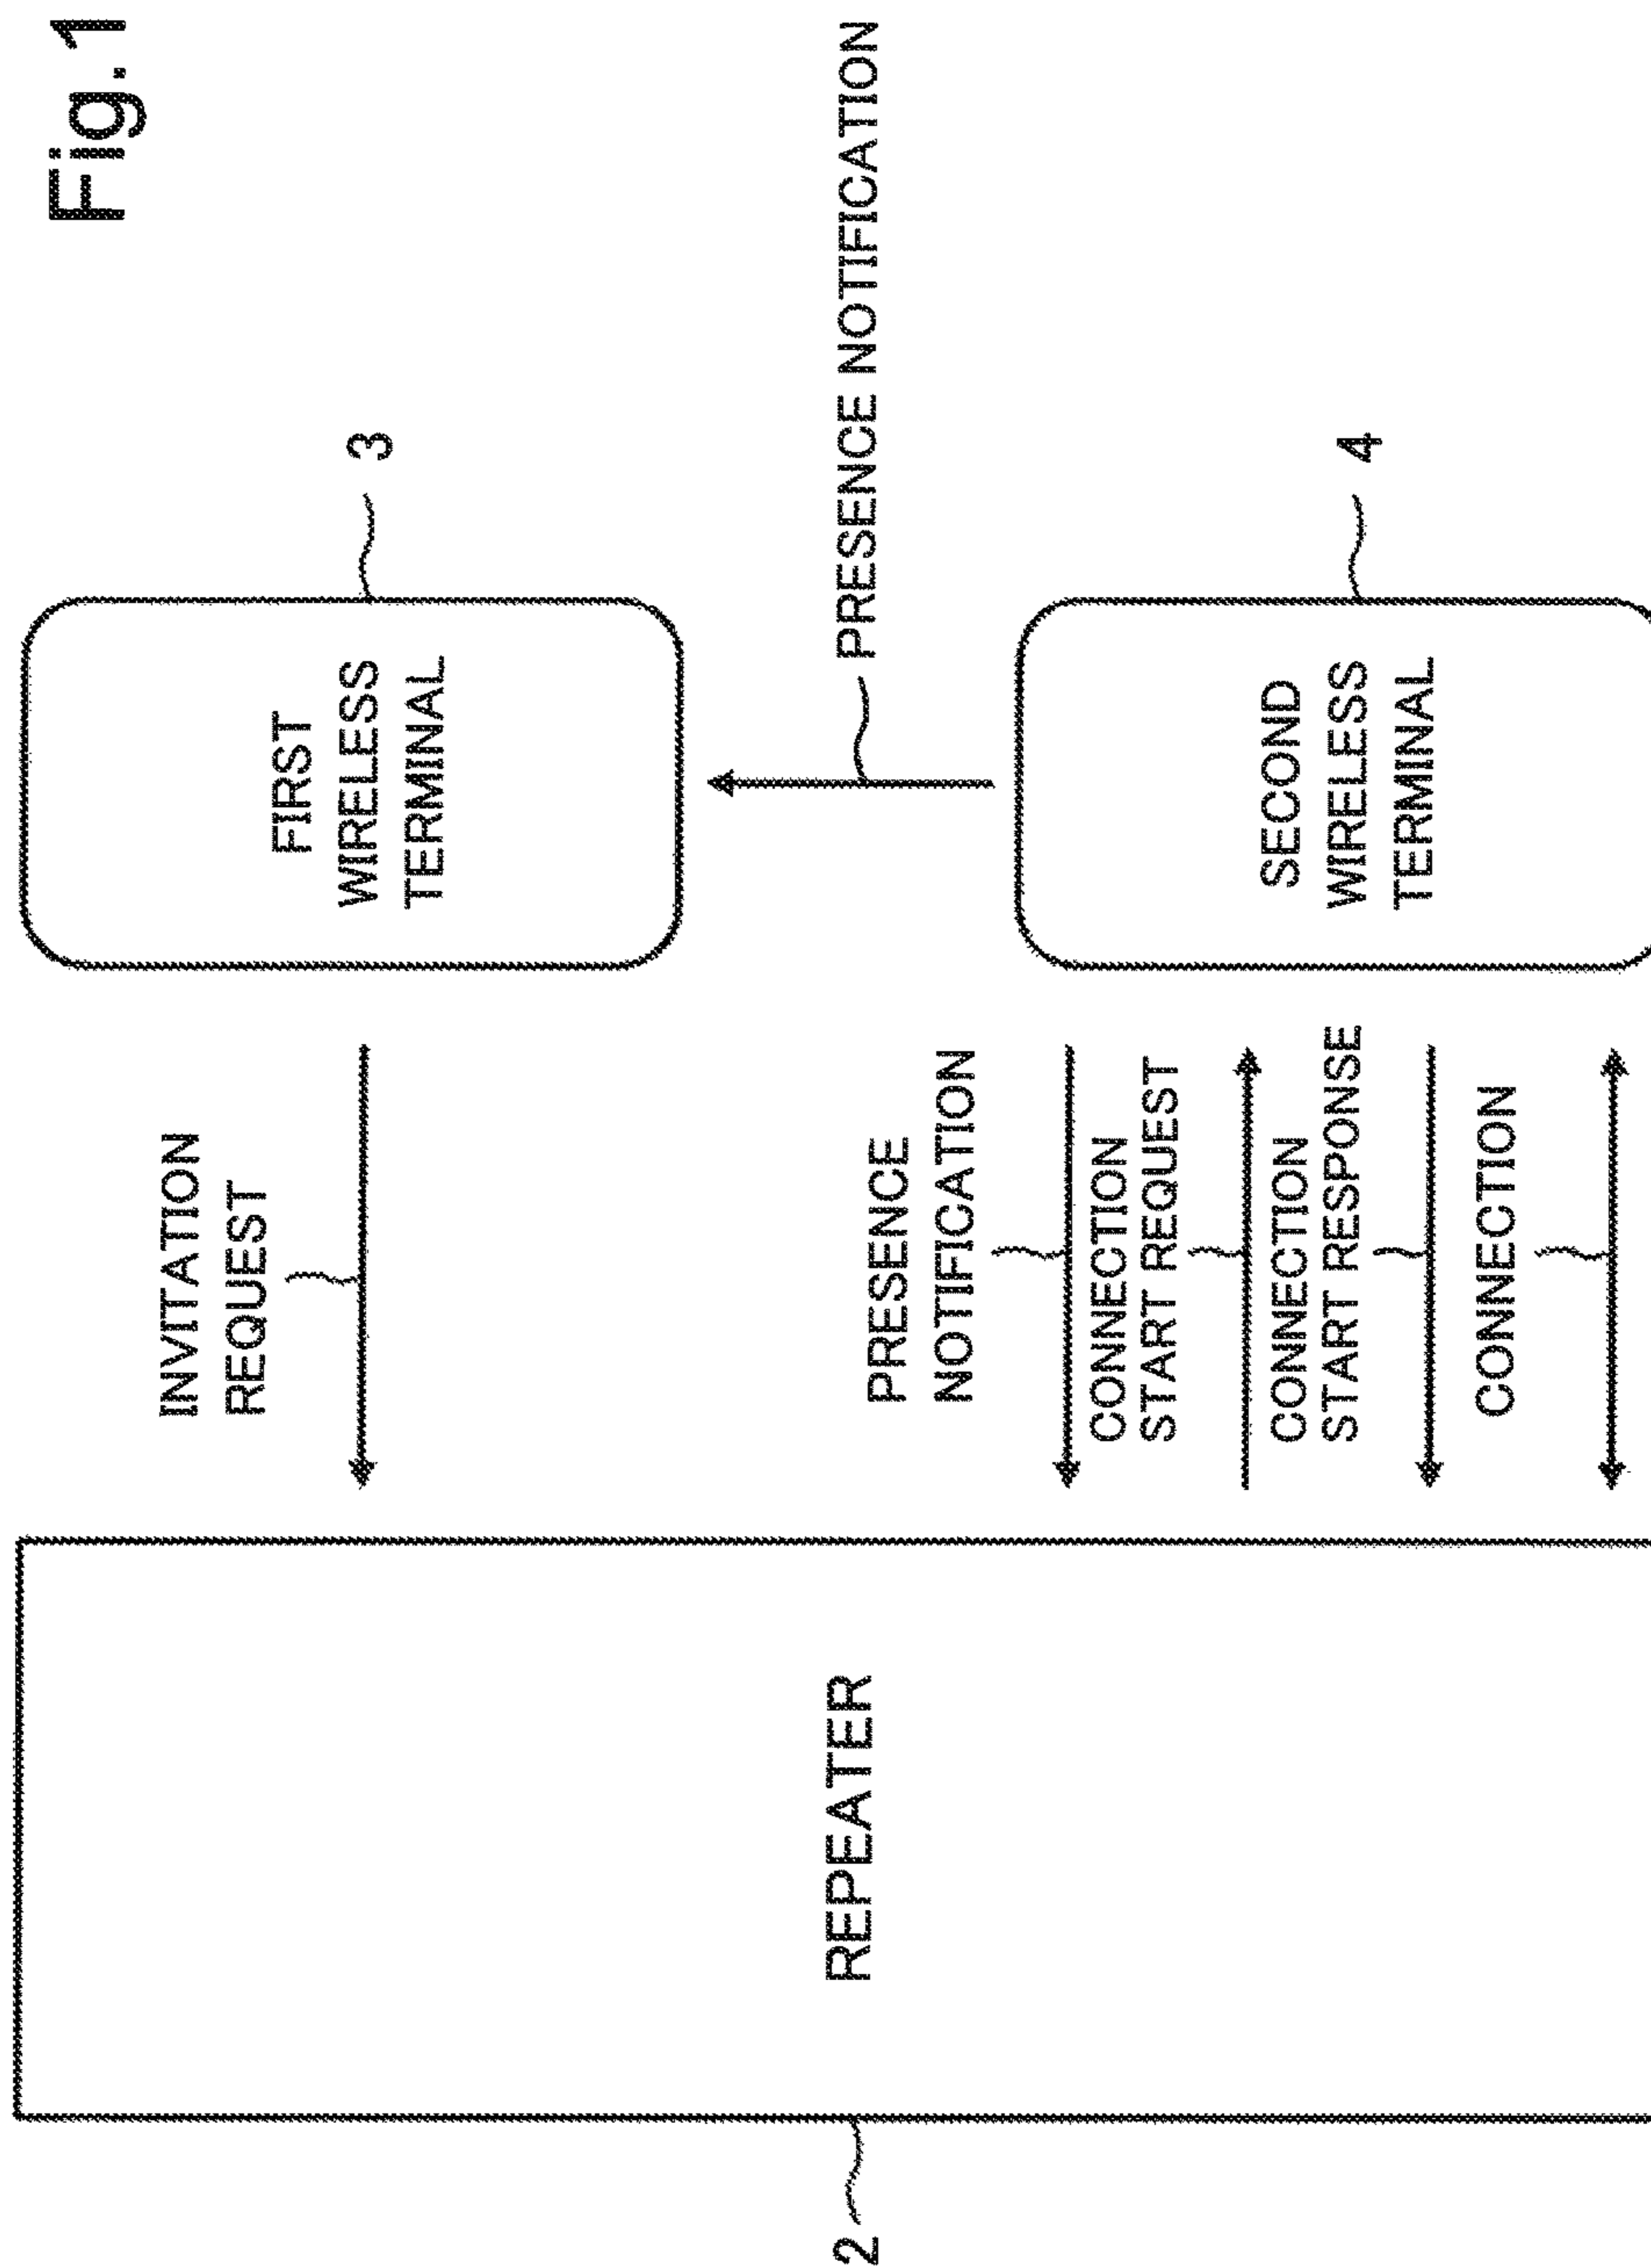 Fig.1
INVITATION
REQUEST
FIRST
WIRELESS
TERMINAL
3
2
REPEATER
PRESENCE NOTIFICATION
PRESENCE
NOTIFICATION
CONNECTION
START REQUEST
CONNECTION
START RESPONSE
CONNECTION
SECOND
WIRELESS
TERMINAL
4